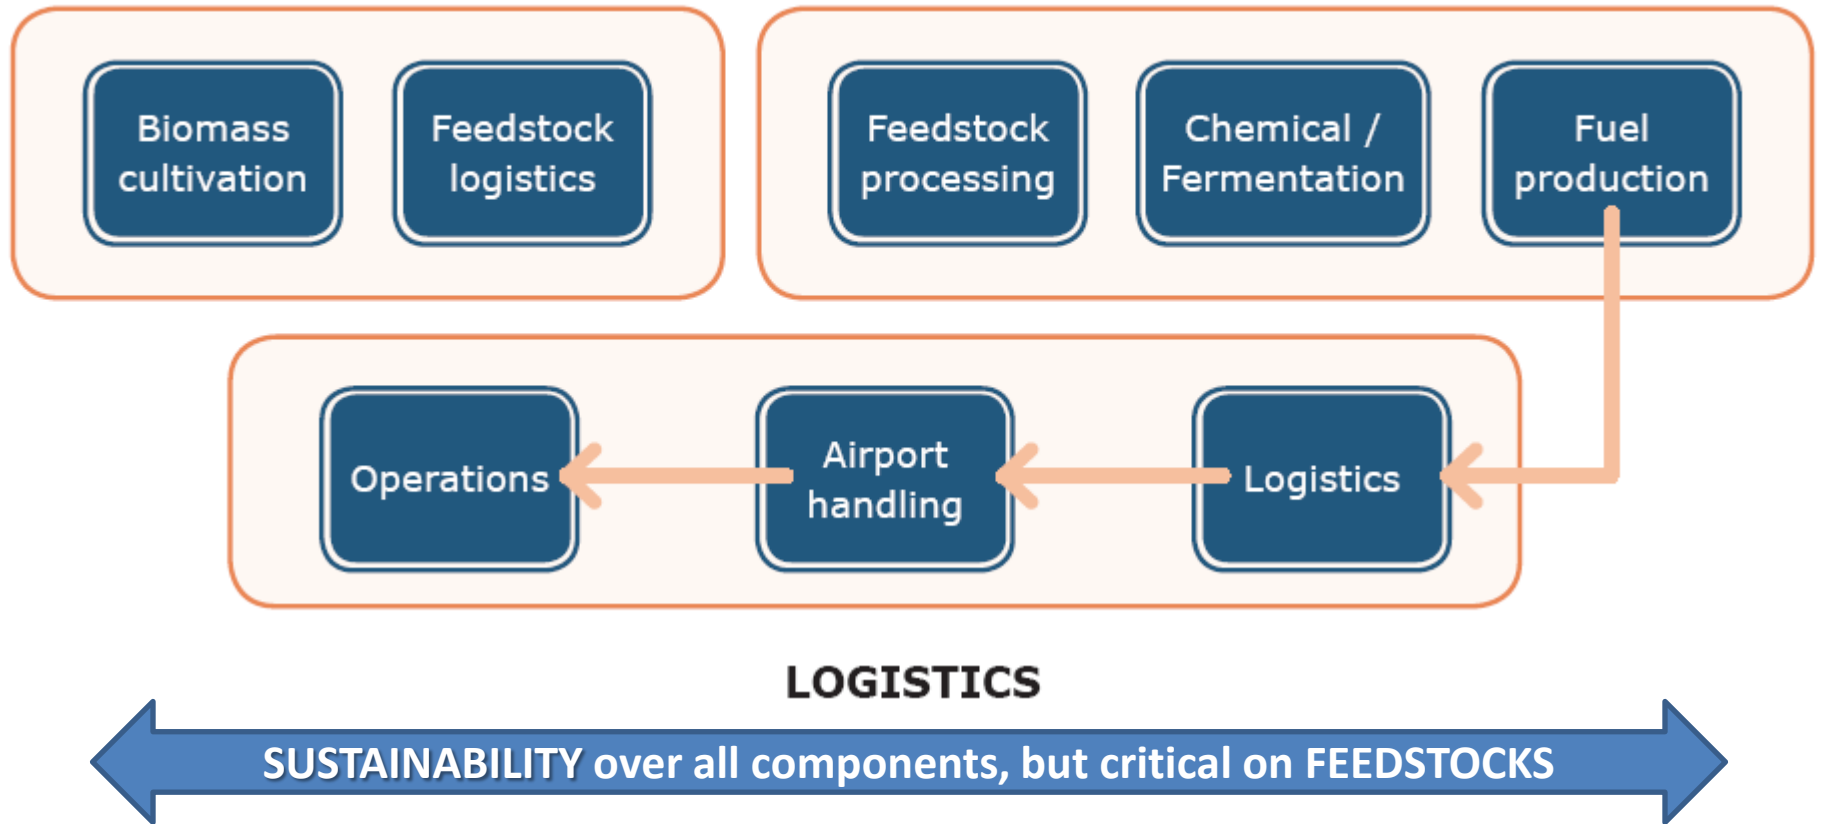 Biomass
cultivation
Feedstock
logistics
Feedstock
processing
Chemical /
Fermentation
Fuel
production
Operations
Airport
handling
Logistics
LOGISTICS
SUSTAINABILITY over all components, but critical on FEEDSTOCKS